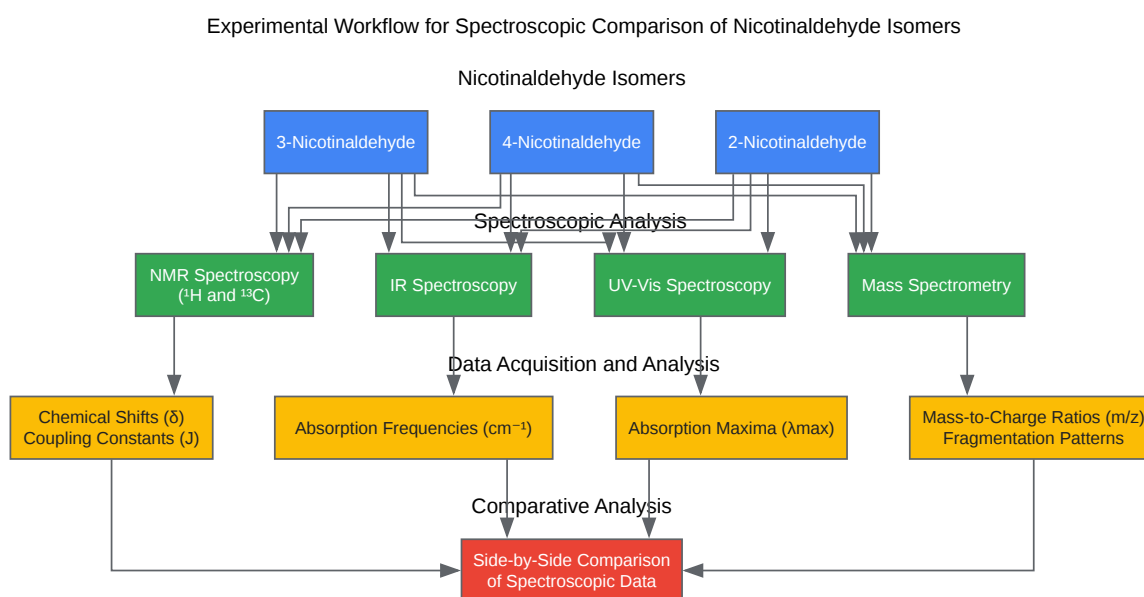 Experimental Workflow for Spectroscopic Comparison of Nicotinaldehyde Isomers
Nicotinaldehyde Isomers
3-Nicotinaldehyde
4-Nicotinaldehyde
2-Nicotinaldehyde
Spectroscopic Analysis
NMR Spectroscopy
(¹H and ¹³C)
IR Spectroscopy
UV-Vis Spectroscopy
Mass Spectrometry
Data Acquisition and Analysis
Chemical Shifts (δ)
Coupling Constants (J)
Absorption Frequencies (cm⁻¹)
Absorption Maxima (λmax)
Mass-to-Charge Ratios (m/z)
Fragmentation Patterns
Comparative Analysis
Side-by-Side Comparison
of Spectroscopic Data